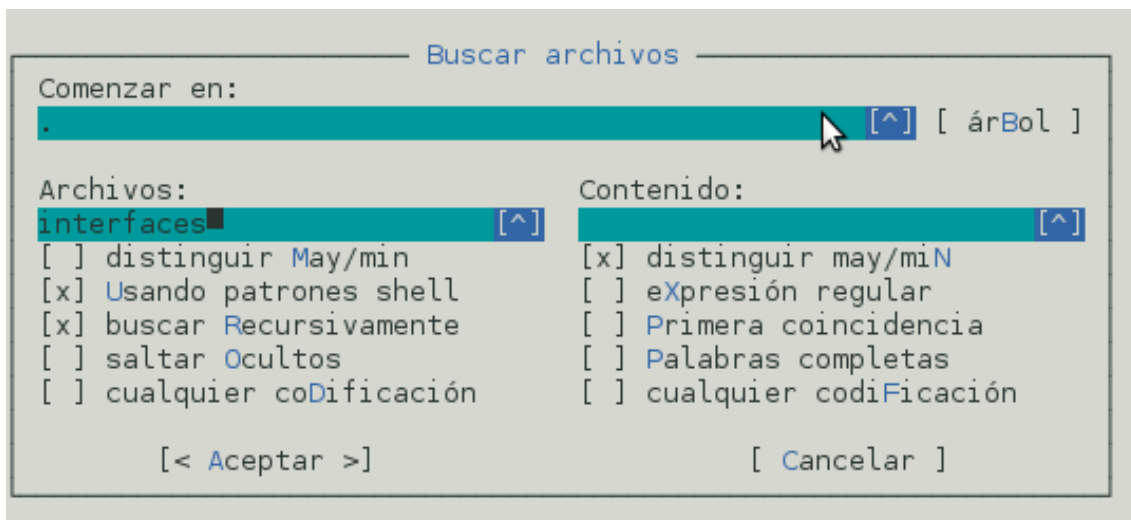 Buscar archivos
Comenzar en:
. [^] [ árBol ]
Archivos: Contenido:
interfaces [^] [^]
[ ] distinguir May/min [x] distinguir may/miN
[x] Usando patrones shell [ ] eXpresión regular
[x] buscar Recursivamente [ ] Primera coincidencia
[ ] saltar Ocultos [ ] Palabras completas
[ ] cualquier coDificación [ ] cualquier codiFicación
[< Aceptar >] [ Cancelar ]